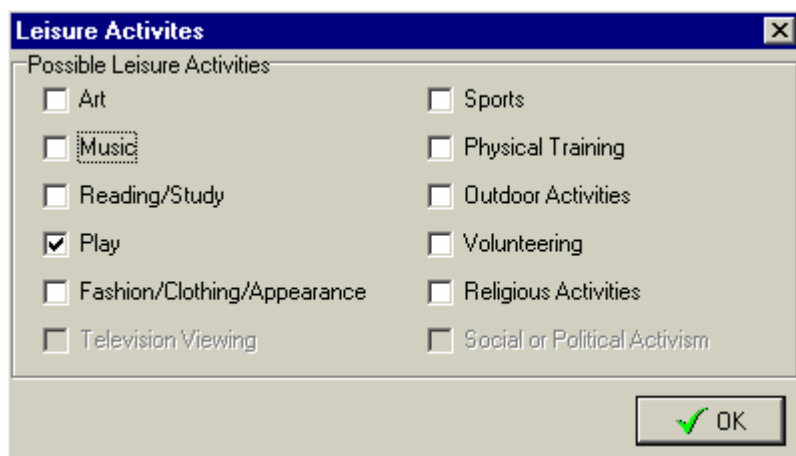 Leisure Activites
Possible Leisure Activities
Art
Music
Reading/Study
Play
Fashion/Clothing/Appearance
Television Viewing
Sports
Physical Training
Outdoor Activities
Volunteering
Religious Activities
Social or Political Activism
OK